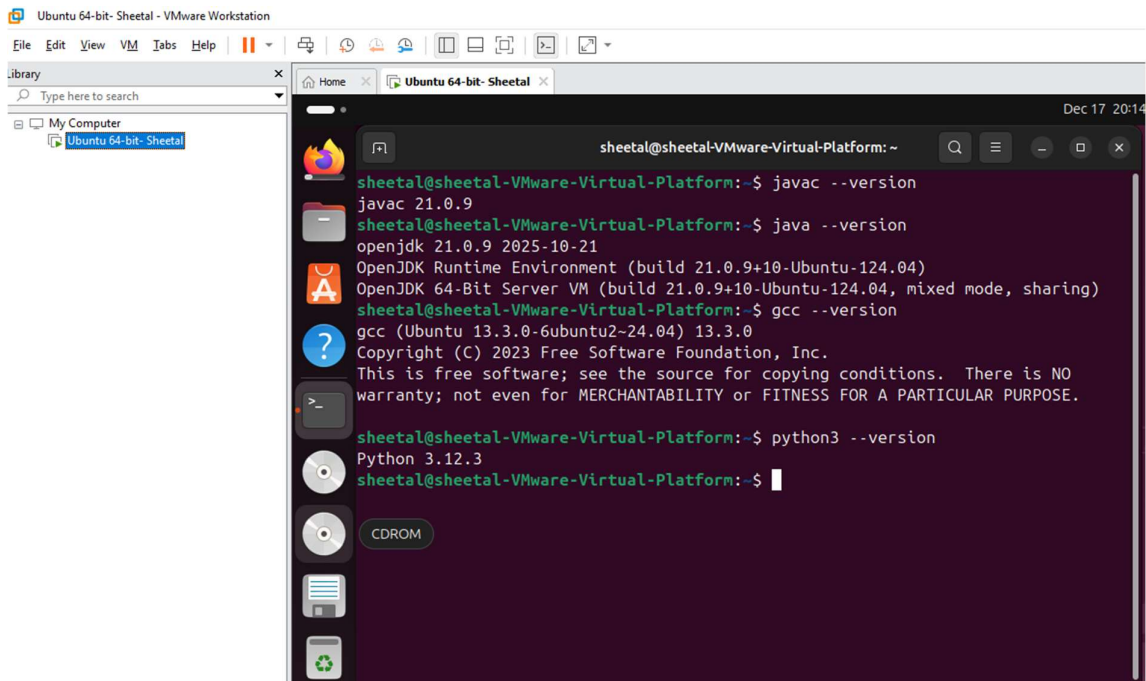 Ubuntu 64-bit- Sheetal - VMware Workstation
File Edit View VM Tabs Help
Library
Type here to search
My Computer
Ubuntu 64-bit- Sheetal
Home
Ubuntu 64-bit- Sheetal
Dec 17 20:14
sheetal@sheetal-VMware-Virtual-Platform: ~
sheetal@sheetal-VMware-Virtual-Platform:~$ javac --version
javac 21.0.9
sheetal@sheetal-VMware-Virtual-Platform:~$ java --version
openjdk 21.0.9 2025-10-21
OpenJDK Runtime Environment (build 21.0.9+10-Ubuntu-124.04)
OpenJDK 64-Bit Server VM (build 21.0.9+10-Ubuntu-124.04, mixed mode, sharing)
sheetal@sheetal-VMware-Virtual-Platform:~$ gcc --version
gcc (Ubuntu 13.3.0-6ubuntu2~24.04) 13.3.0
Copyright (C) 2023 Free Software Foundation, Inc.
This is free software; see the source for copying conditions.  There is NO
warranty; not even for MERCHANTABILITY or FITNESS FOR A PARTICULAR PURPOSE.
sheetal@sheetal-VMware-Virtual-Platform:~$ python3 --version
Python 3.12.3
sheetal@sheetal-VMware-Virtual-Platform:~$
CDROM